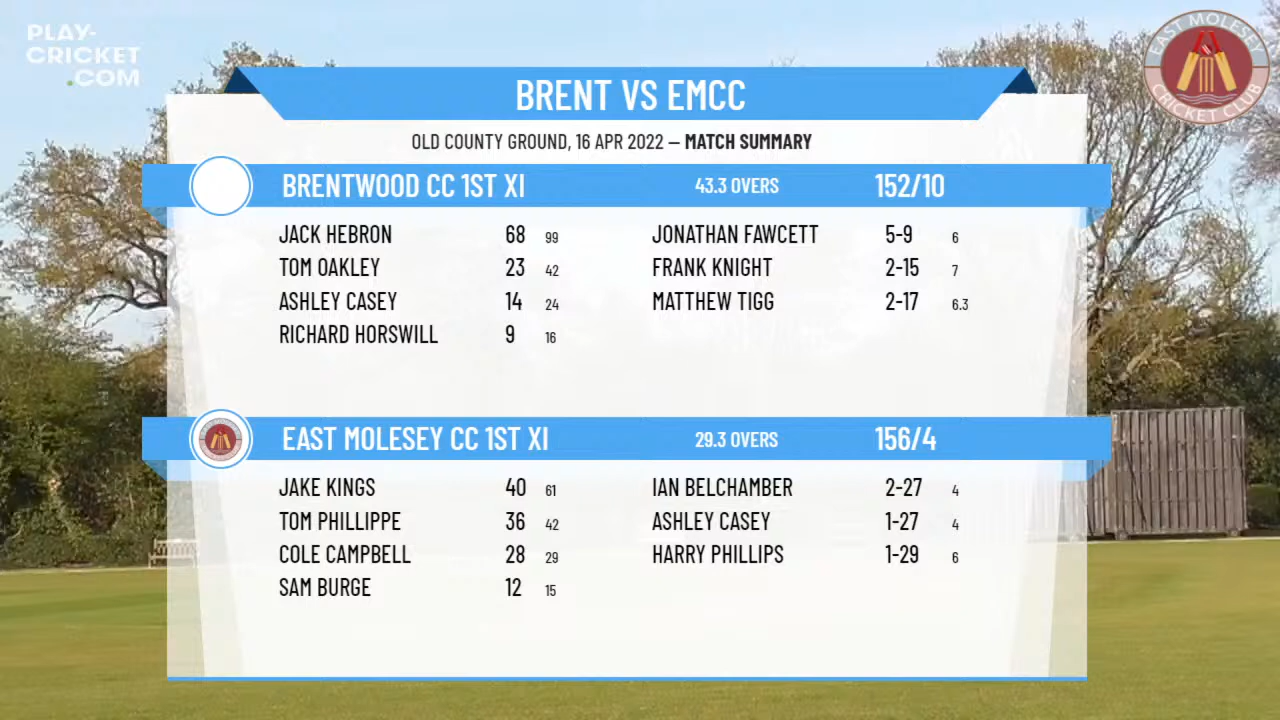 PLAY-
CRICKET
.COM
EAST MOLESEY
CRICKET CLUB
BRENT VS EMCC
OLD COUNTY GROUND, 16 APR 2022 – MATCH SUMMARY
BRENTWOOD CC 1ST XI 43.3 OVERS 152/10
JACK HEBRON 68 99 JONATHAN FAWCETT 5-9 6
TOM OAKLEY 23 42 FRANK KNIGHT 2-15 7
ASHLEY CASEY 14 24 MATTHEW TIGG 2-17 6.3
RICHARD HORSWILL 9 16
EAST MOLESEY CC 1ST XI 29.3 OVERS 156/4
JAKE KINGS 40 61 IAN BELCHAMBER 2-27 4
TOM PHILLIPPE 36 42 ASHLEY CASEY 1-27 4
COLE CAMPBELL 28 29 HARRY PHILLIPS 1-29 6
SAM BURGE 12 15